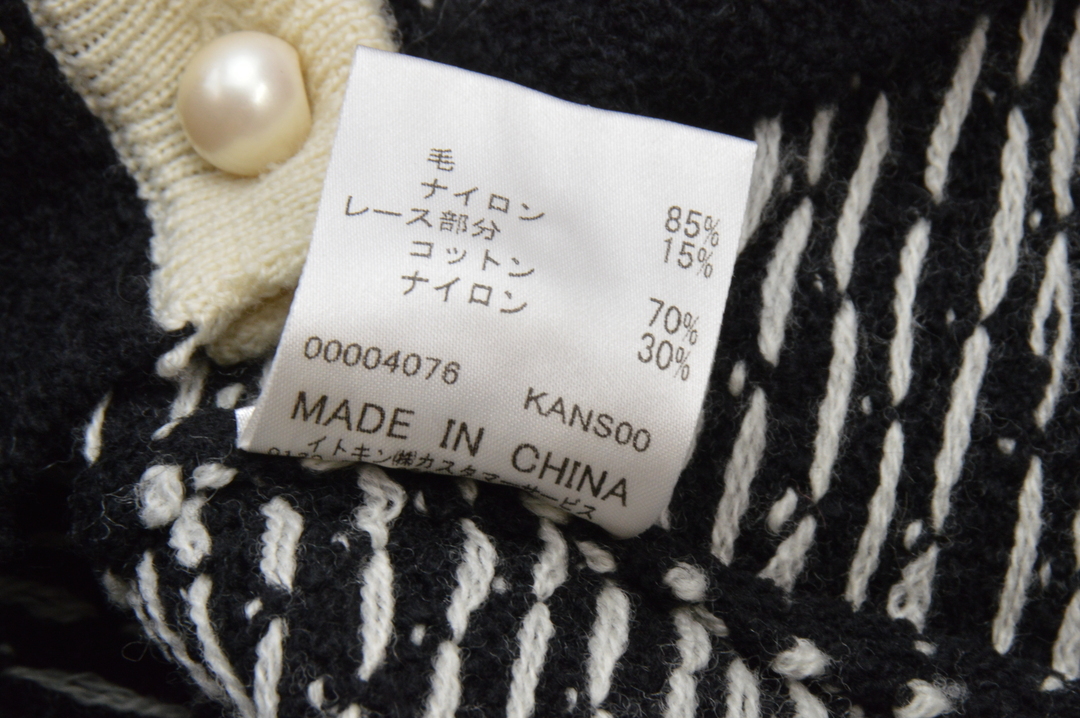 毛 85%
ナイロン 15%
レース部分
コットン 70%
ナイロン 30%
00004076 KANS00
MADE IN CHINA
イトキン㈱カスタマーサービス